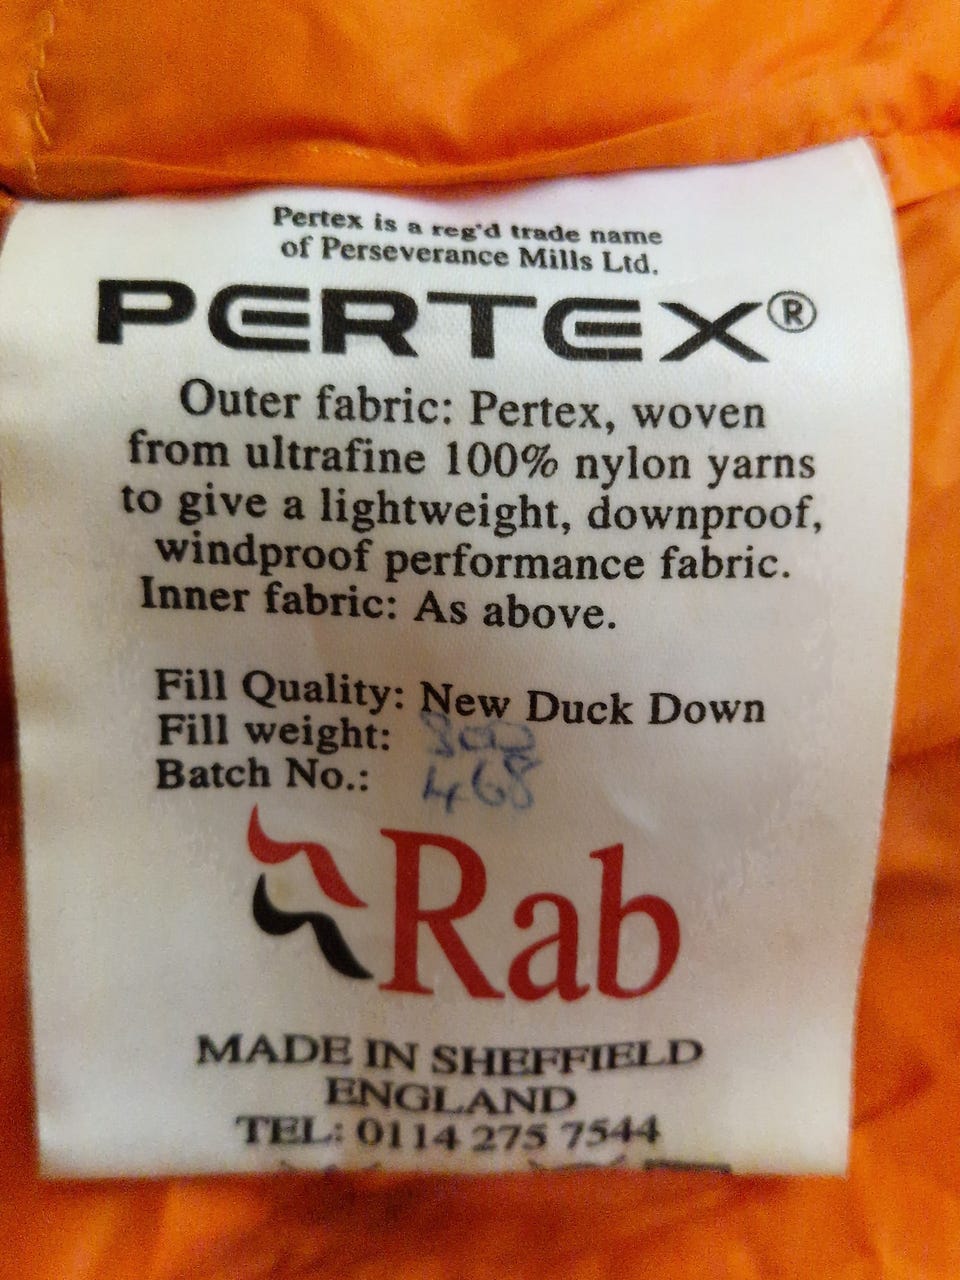 Pertex is a reg'd trade name
of Perseverance Mills Ltd.
PERTEX®
Outer fabric: Pertex, woven
from ultrafine 100% nylon yarns
to give a lightweight, downproof,
windproof performance fabric.
Inner fabric: As above.
Fill Quality: New Duck Down
Fill weight: 800
Batch No.: 468
Rab
MADE IN SHEFFIELD
ENGLAND
TEL: 0114 275 7544